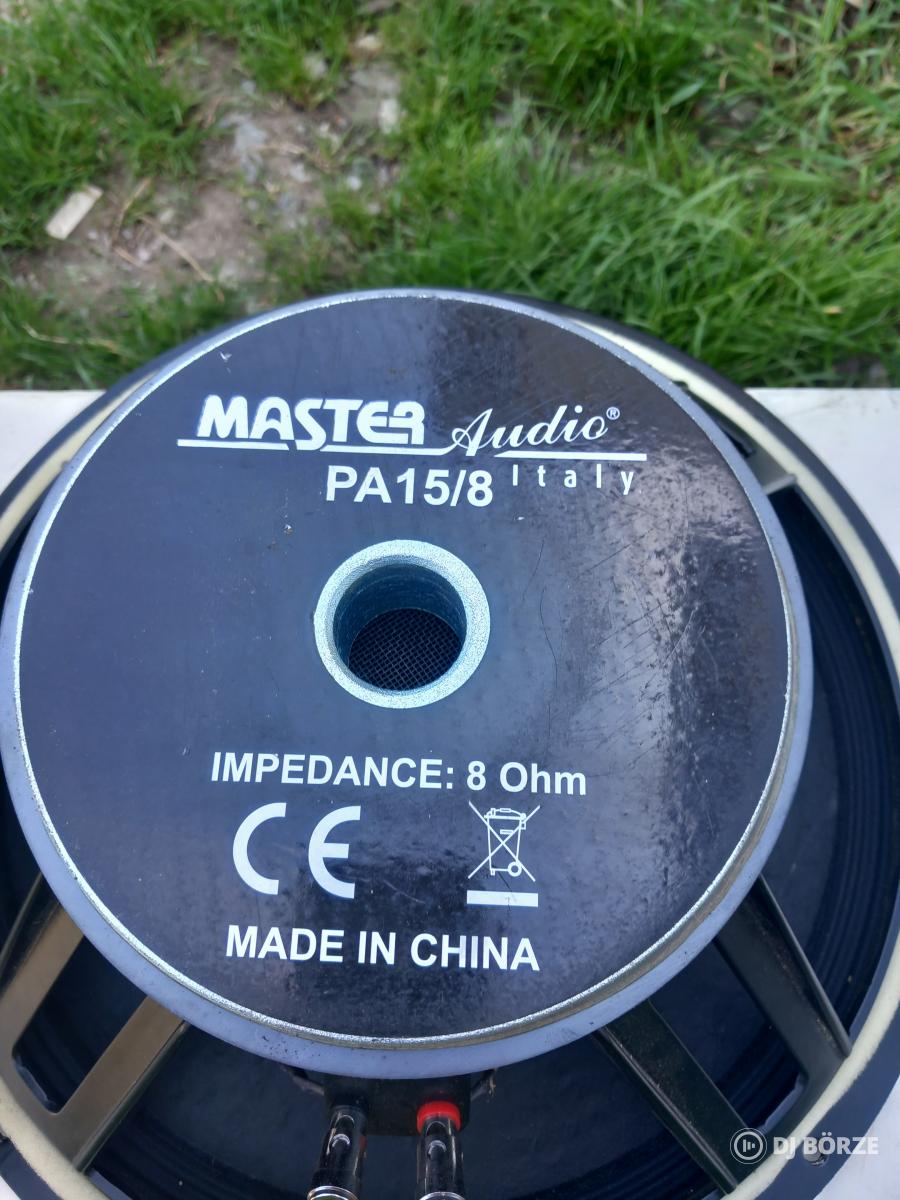 MASTER Audio®
PA15/8 Italy
IMPEDANCE: 8 Ohm
CE
MADE IN CHINA
DJ BÖRZE